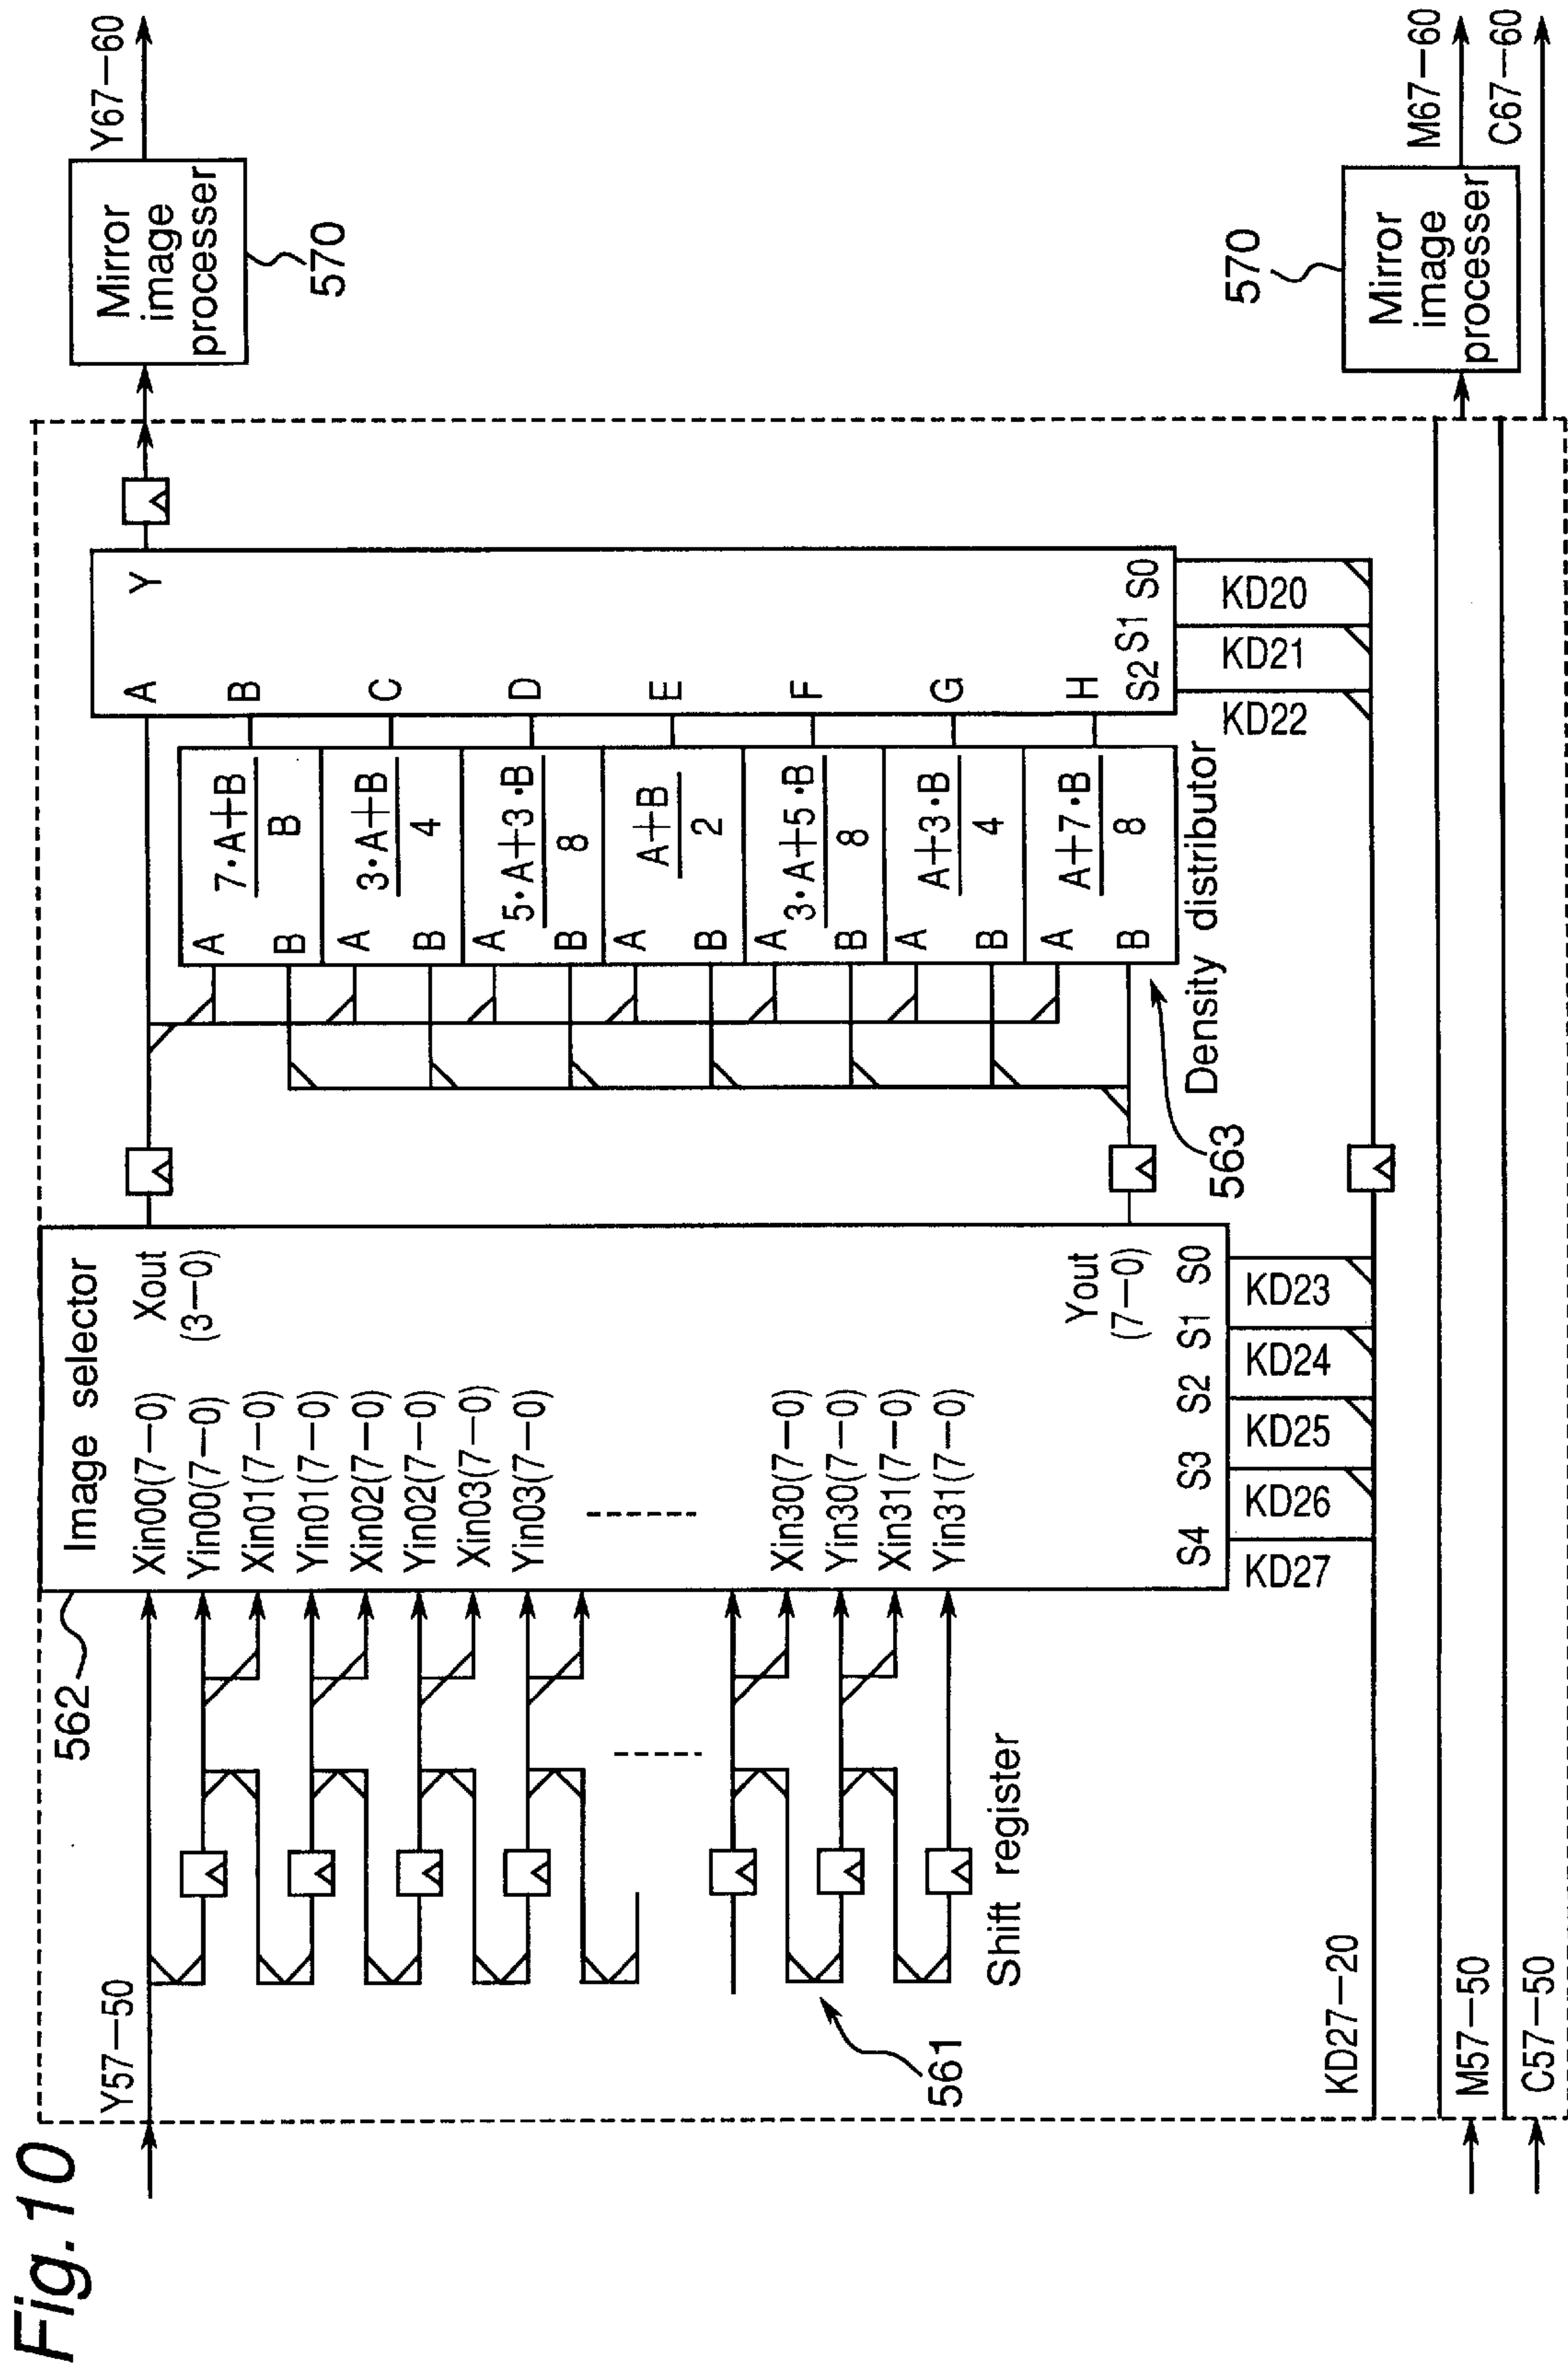 Fig.10
Y57−50
562
Image selector
Xin00(7−0)
Yin00(7−0)
Xin01(7−0)
Yin01(7−0)
Xin02(7−0)
Yin02(7−0)
Xin03(7−0)
Yin03(7−0)
Xin30(7−0)
Yin30(7−0)
Xin31(7−0)
Yin31(7−0)
Xout
(3−0)
Yout
(7−0)
S4 S3 S2 S1 S0
KD27 KD26 KD25 KD24 KD23
Shift register
561
A 7·A+B
B B
A 3·A+B
B 4
A 5·A+3·B
B 8
A A+B
B 2
A 3·A+5·B
B 8
A A+3·B
B 4
A A+7·B
B 8
563
Density distributor
A Y
B
C
D
E
F
G
H
S2 S1 S0
KD22 KD21 KD20
Mirror
image
processer
570
Y67−60
KD27−20
M57−50
C57−50
570
Mirror
image
processer
M67−60
C67−60